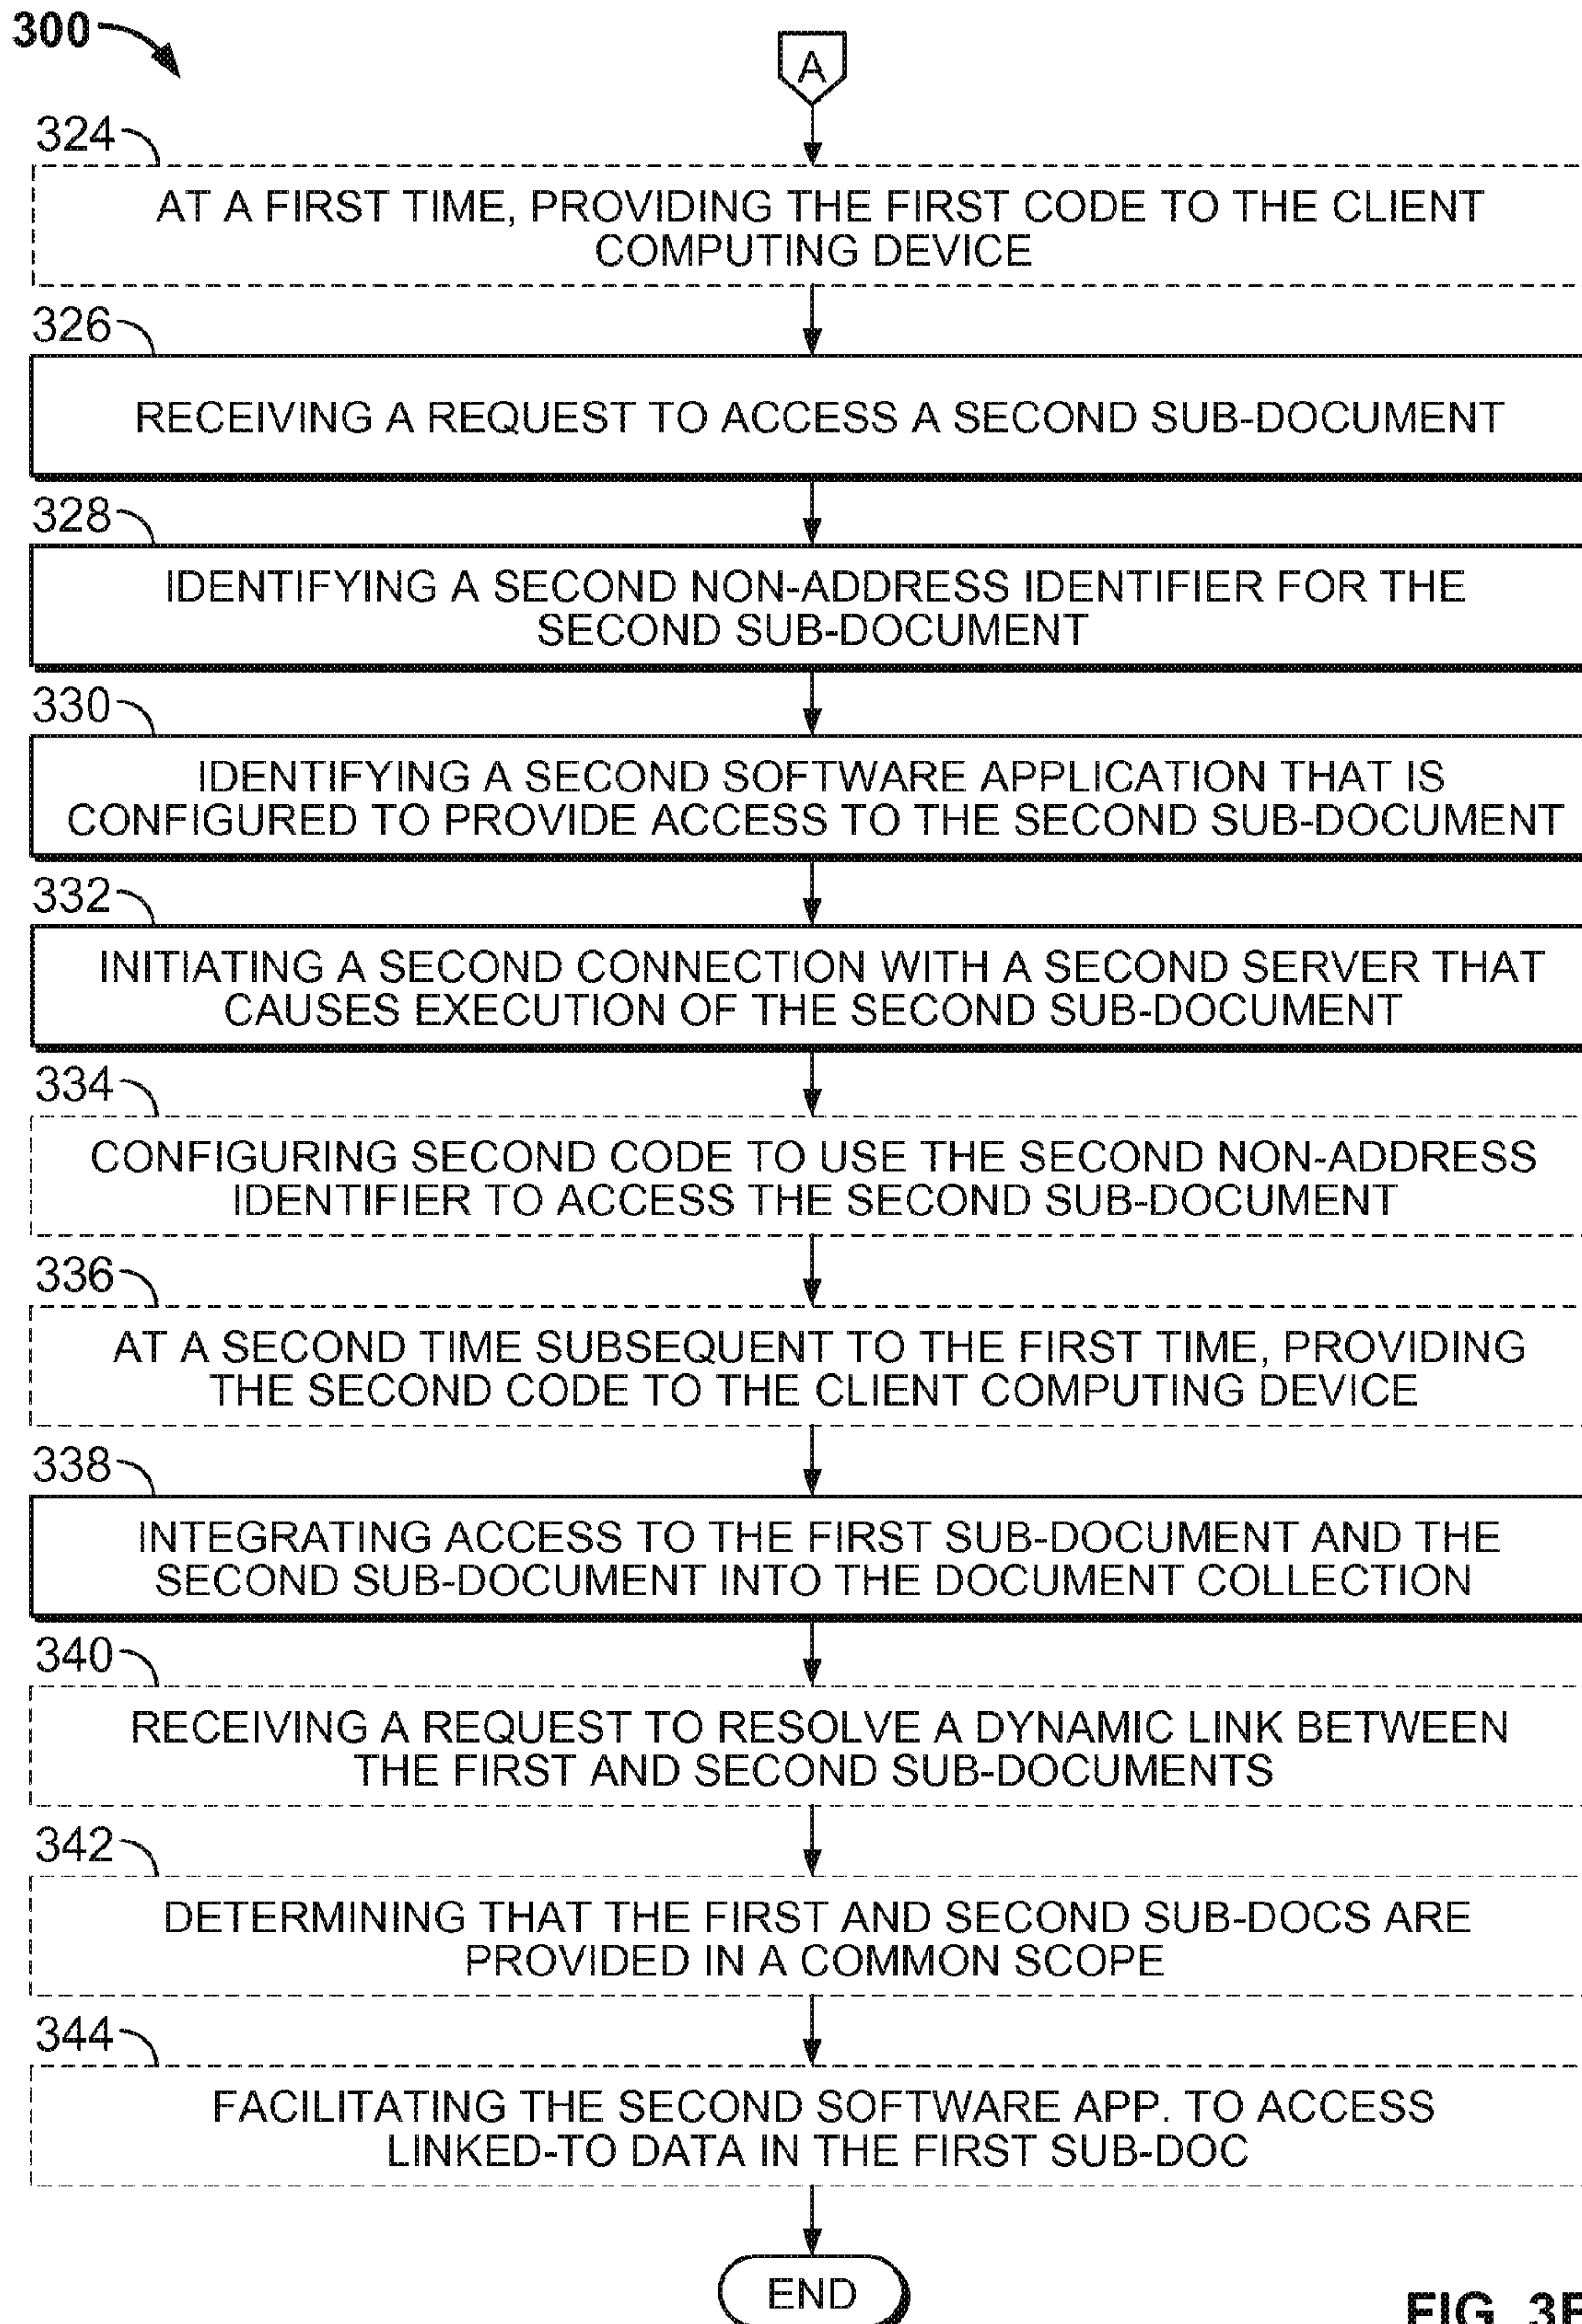 300
A
324
AT A FIRST TIME, PROVIDING THE FIRST CODE TO THE CLIENT
COMPUTING DEVICE
326
RECEIVING A REQUEST TO ACCESS A SECOND SUB-DOCUMENT
328
IDENTIFYING A SECOND NON-ADDRESS IDENTIFIER FOR THE
SECOND SUB-DOCUMENT
330
IDENTIFYING A SECOND SOFTWARE APPLICATION THAT IS
CONFIGURED TO PROVIDE ACCESS TO THE SECOND SUB-DOCUMENT
332
INITIATING A SECOND CONNECTION WITH A SECOND SERVER THAT
CAUSES EXECUTION OF THE SECOND SUB-DOCUMENT
334
CONFIGURING SECOND CODE TO USE THE SECOND NON-ADDRESS
IDENTIFIER TO ACCESS THE SECOND SUB-DOCUMENT
336
AT A SECOND TIME SUBSEQUENT TO THE FIRST TIME, PROVIDING
THE SECOND CODE TO THE CLIENT COMPUTING DEVICE
338
INTEGRATING ACCESS TO THE FIRST SUB-DOCUMENT AND THE
SECOND SUB-DOCUMENT INTO THE DOCUMENT COLLECTION
340
RECEIVING A REQUEST TO RESOLVE A DYNAMIC LINK BETWEEN
THE FIRST AND SECOND SUB-DOCUMENTS
342
DETERMINING THAT THE FIRST AND SECOND SUB-DOCS ARE
PROVIDED IN A COMMON SCOPE
344
FACILITATING THE SECOND SOFTWARE APP. TO ACCESS
LINKED-TO DATA IN THE FIRST SUB-DOC
END
FIG.